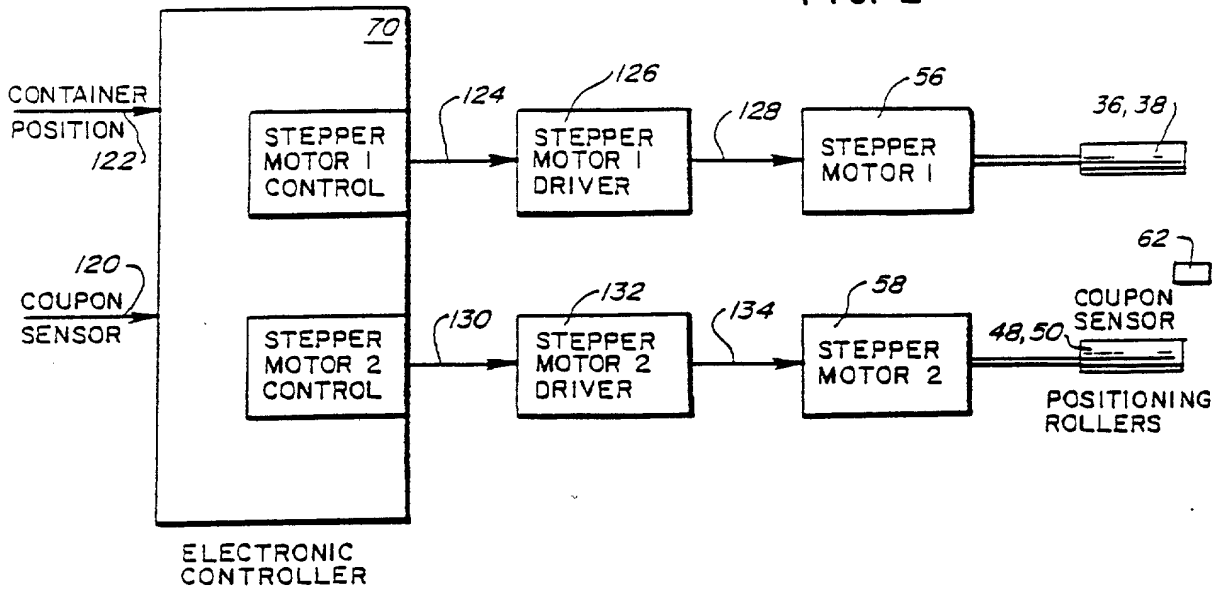 70
CONTAINER
POSITION
122
120
COUPON
SENSOR
STEPPER
MOTOR 1
CONTROL
124
126
STEPPER
MOTOR 1
DRIVER
128
56
STEPPER
MOTOR 1
36, 38
62
COUPON
SENSOR
STEPPER
MOTOR 2
CONTROL
130
132
STEPPER
MOTOR 2
DRIVER
134
58
STEPPER
MOTOR 2
48, 50
POSITIONING
ROLLERS
ELECTRONIC
CONTROLLER